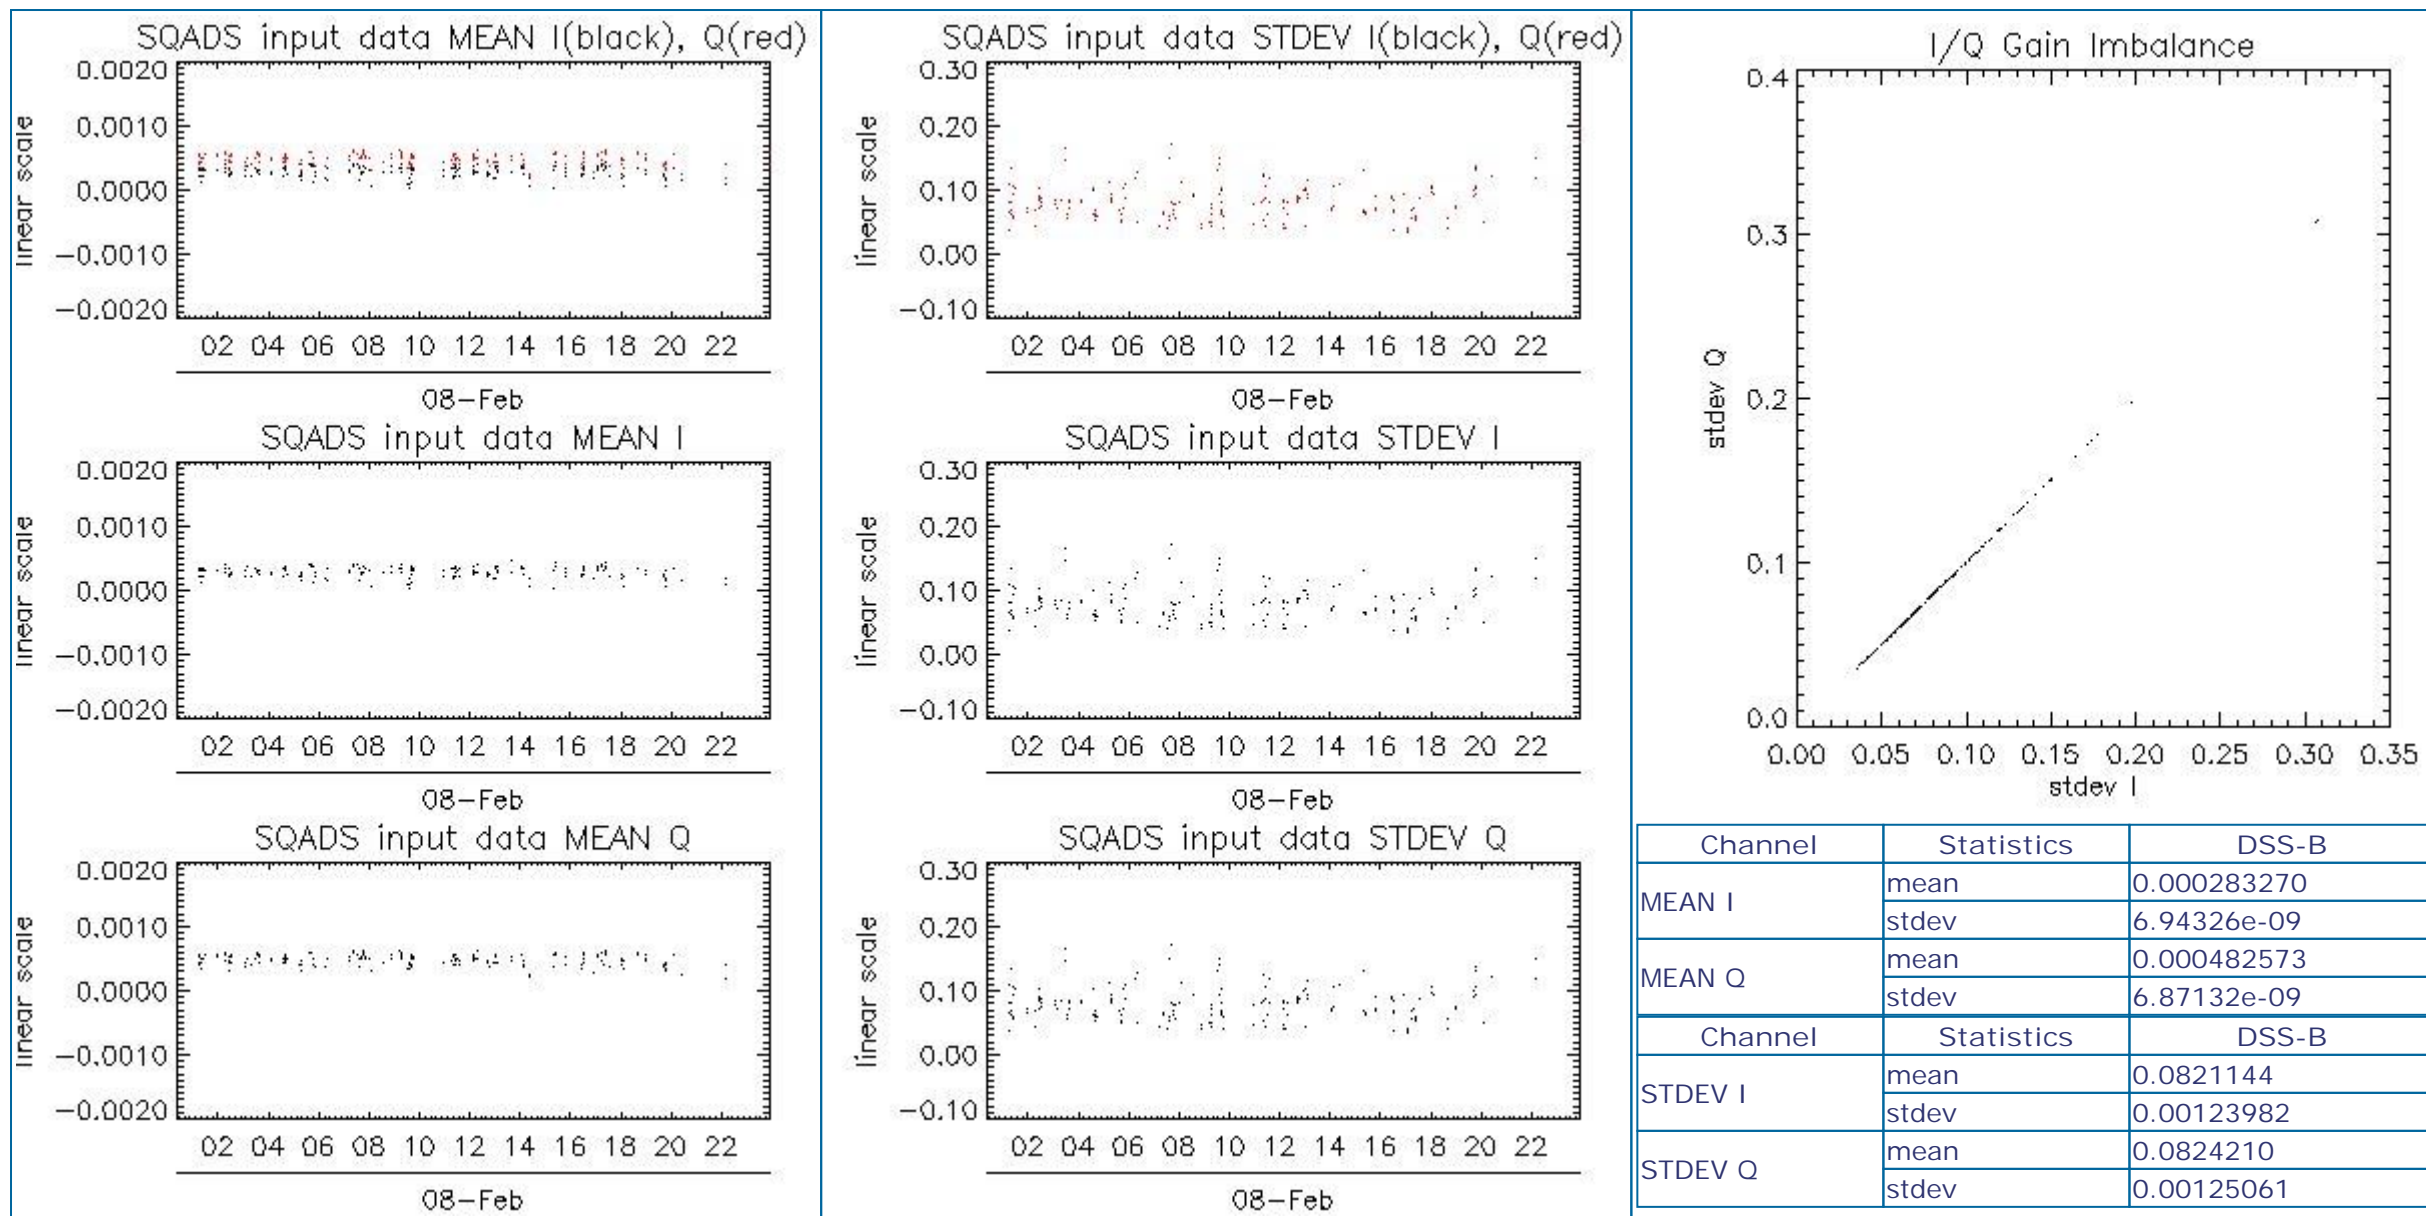 SQADS input data MEAN I(black), Q(red)
0.0020
0.0010
0.0000
−0.0010
−0.0020
linear scale
02 04 06 08 10 12 14 16 18 20 22
08−Feb
SQADS input data MEAN I
0.0020
0.0010
0.0000
−0.0010
−0.0020
linear scale
02 04 06 08 10 12 14 16 18 20 22
08−Feb
SQADS input data MEAN Q
0.0020
0.0010
0.0000
−0.0010
−0.0020
linear scale
02 04 06 08 10 12 14 16 18 20 22
08−Feb
SQADS input data STDEV I(black), Q(red)
0.30
0.20
0.10
0.00
−0.10
linear scale
02 04 06 08 10 12 14 16 18 20 22
08−Feb
SQADS input data STDEV I
0.30
0.20
0.10
0.00
−0.10
linear scale
02 04 06 08 10 12 14 16 18 20 22
08−Feb
SQADS input data STDEV Q
0.30
0.20
0.10
0.00
−0.10
linear scale
02 04 06 08 10 12 14 16 18 20 22
08−Feb
I/Q Gain Imbalance
0.4
0.3
0.2
0.1
0.0
stdev Q
0.00 0.05 0.10 0.15 0.20 0.25 0.30 0.35
stdev I
Channel Statistics DSS-B
MEAN I mean 0.000283270
stdev 6.94326e-09
MEAN Q mean 0.000482573
stdev 6.87132e-09
Channel Statistics DSS-B
STDEV I mean 0.0821144
stdev 0.00123982
STDEV Q mean 0.0824210
stdev 0.00125061